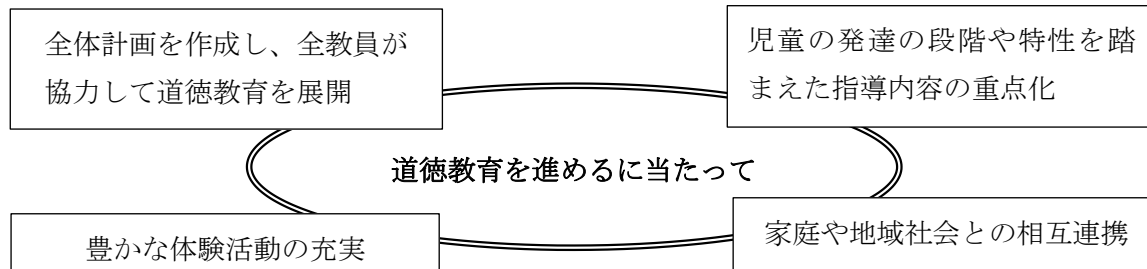 全体計画を作成し、全教員が
協力して道徳教育を展開
児童の発達の段階や特性を踏
まえた指導内容の重点化
道徳教育を進めるに当たって
豊かな体験活動の充実
家庭や地域社会との相互連携